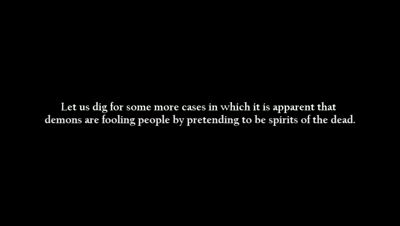 Let us dig for some more cases in which it is apparent that
demons are fooling people by pretending to be spirits of the dead.